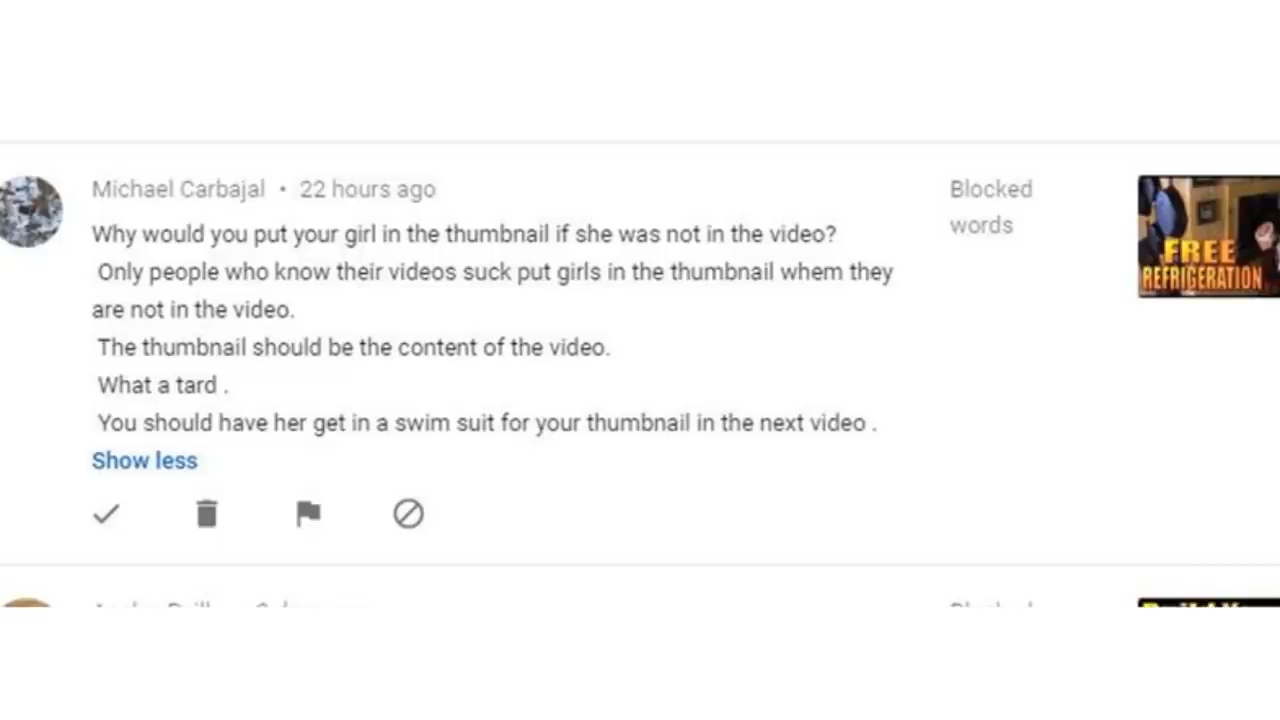 Michael Carbajal • 22 hours ago
Why would you put your girl in the thumbnail if she was not in the video?
Only people who know their videos suck put girls in the thumbnail whem they
are not in the video.
The thumbnail should be the content of the video.
What a tard .
You should have her get in a swim suit for your thumbnail in the next video .
Show less
Blocked
words
FREE
REFRIGERATION